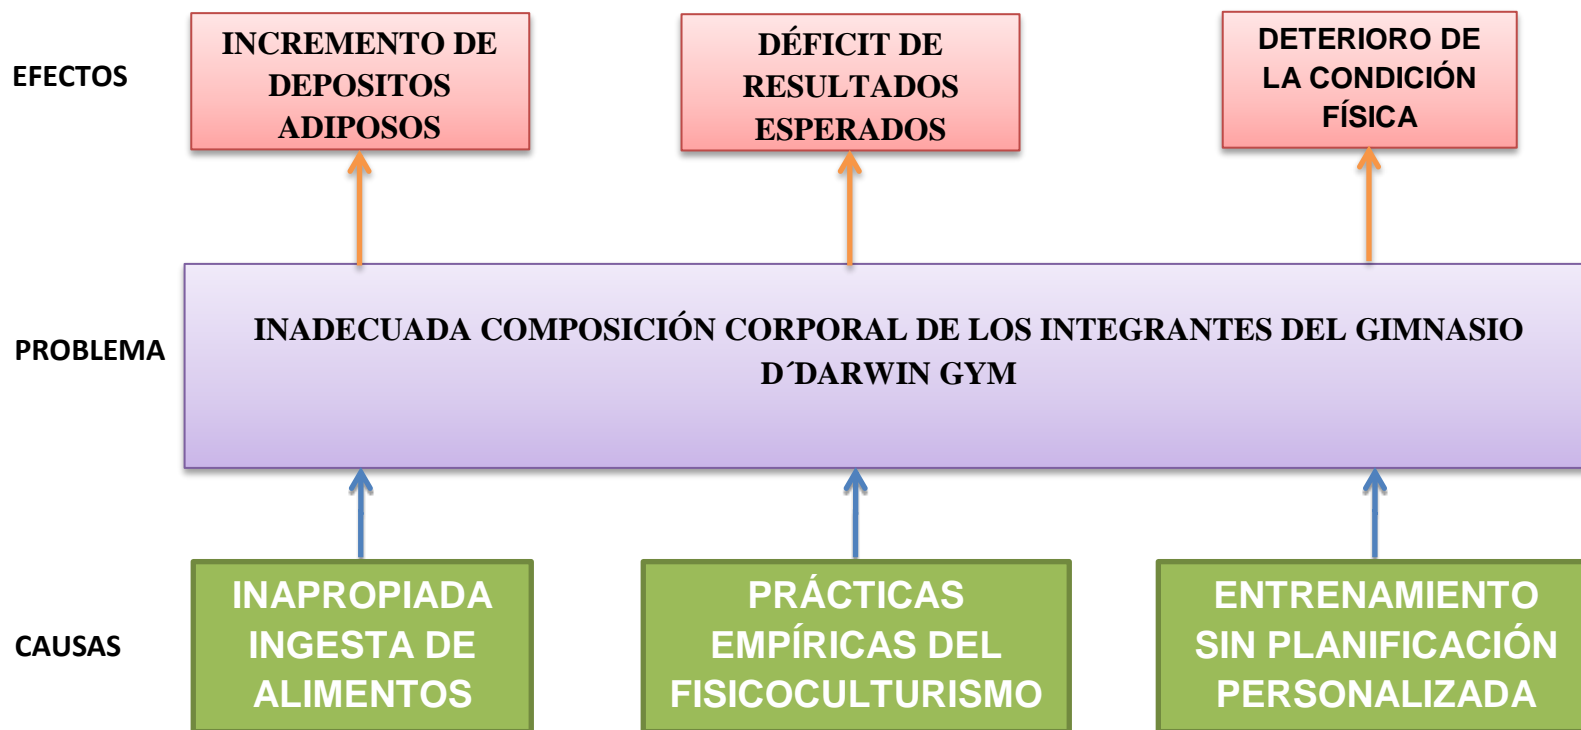 EFECTOS
INCREMENTO DE
DEPOSITOS
ADIPOSOS
DÉFICIT DE
RESULTADOS
ESPERADOS
DETERIORO DE
LA CONDICIÓN
FÍSICA
PROBLEMA
INADECUADA COMPOSICIÓN CORPORAL DE LOS INTEGRANTES DEL GIMNASIO
D´DARWIN GYM
CAUSAS
INAPROPIADA
INGESTA DE
ALIMENTOS
PRÁCTICAS
EMPÍRICAS DEL
FISICOCULTURISMO
ENTRENAMIENTO
SIN PLANIFICACIÓN
PERSONALIZADA